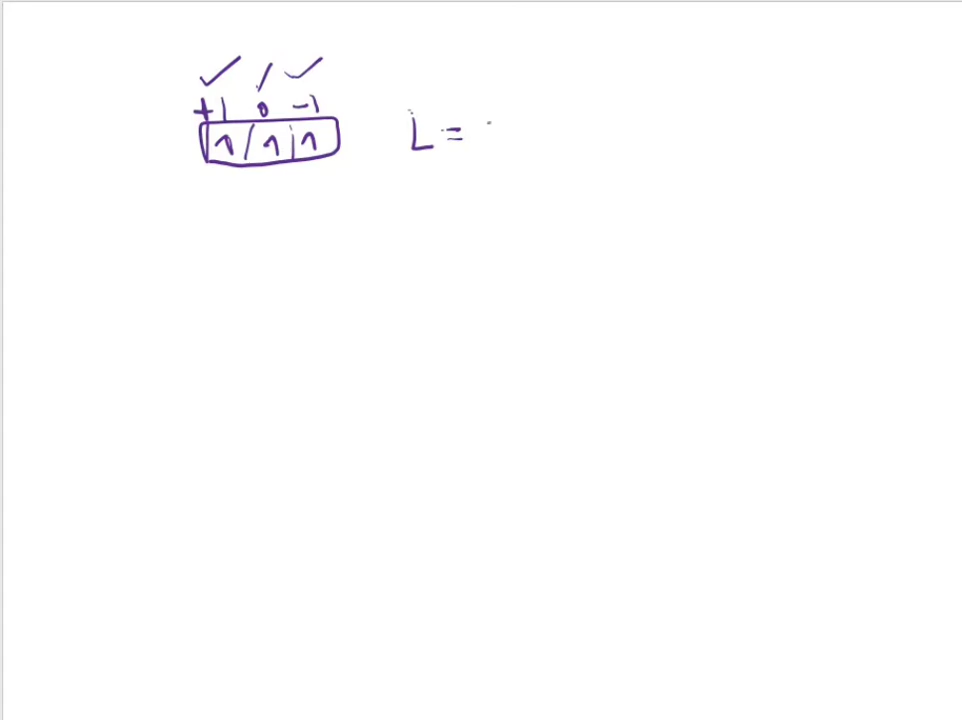 ✓ / ✓
+1 0 -1
1 / 1 | 1
L =